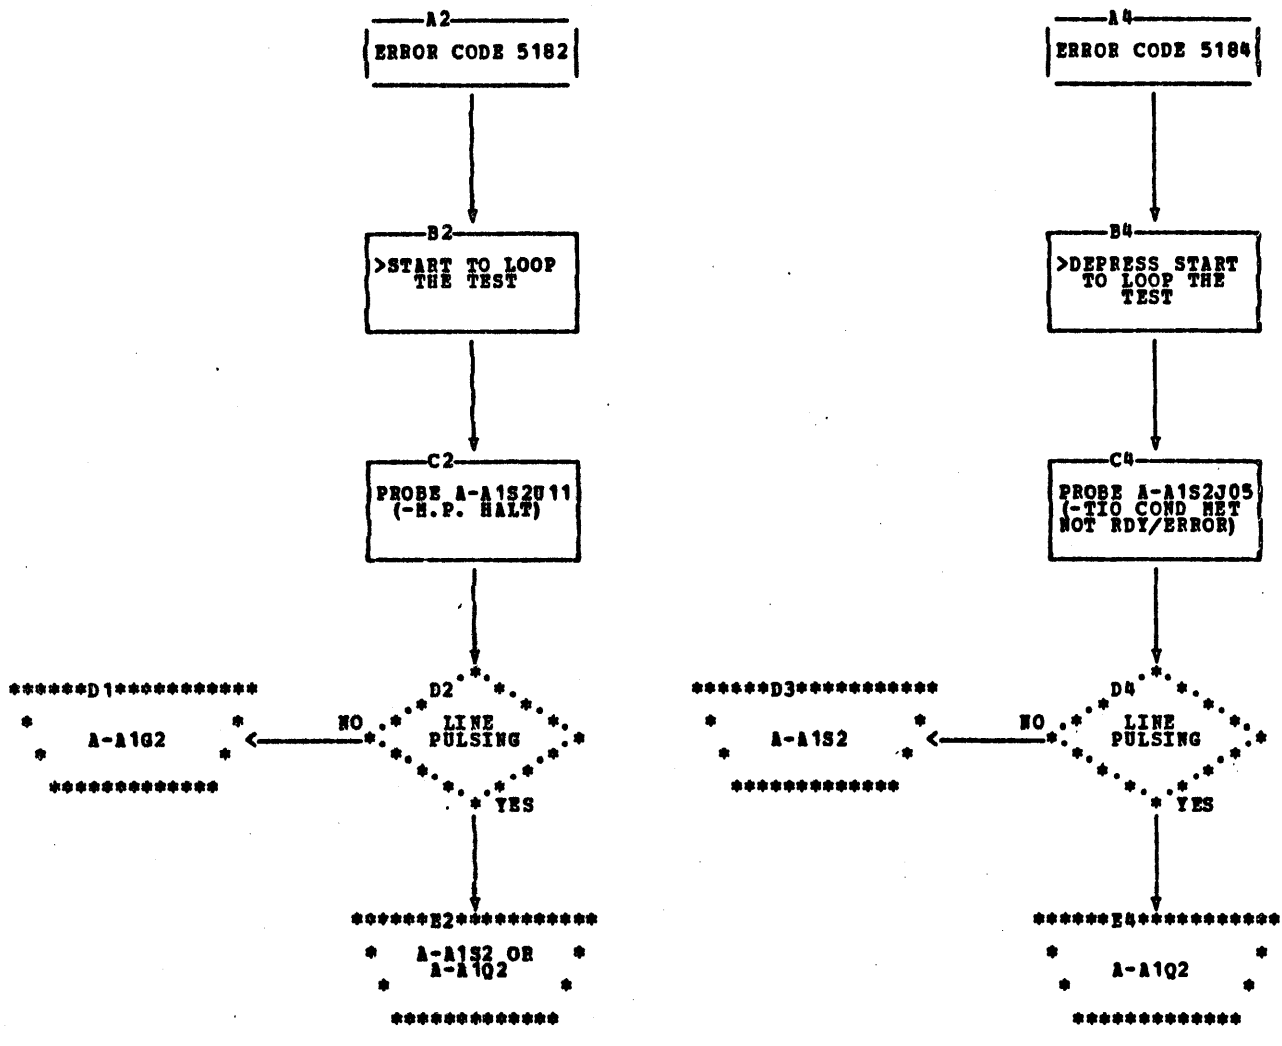 A2
ERROR CODE 5182
B2
>START TO LOOP
THE TEST
C2
PROBE A-A1S2U11
(-M.P. HALT)
D2
LINE
PULSING
NO
YES
******D1***********
A-A1G2
******E2***********
A-A1S2 OR
A-A1Q2
A4
ERROR CODE 5184
B4
>DEPRESS START
TO LOOP THE
TEST
C4
PROBE A-A1S2J05
(-TIO COND MET
NOT RDY/ERROR)
D4
LINE
PULSING
NO
YES
******D3***********
A-A1S2
******E4***********
A-A1Q2